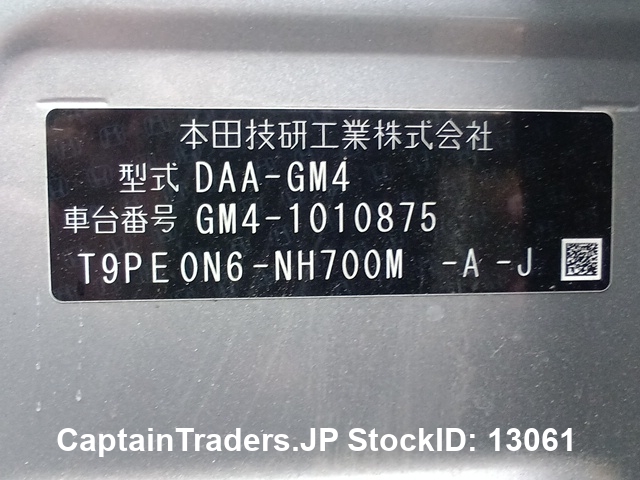 本田技研工業株式会社
型式 DAA-GM4
車台番号 GM4-1010875
T9PE0N6-NH700M -A-J
CaptainTraders.JP StockID: 13061